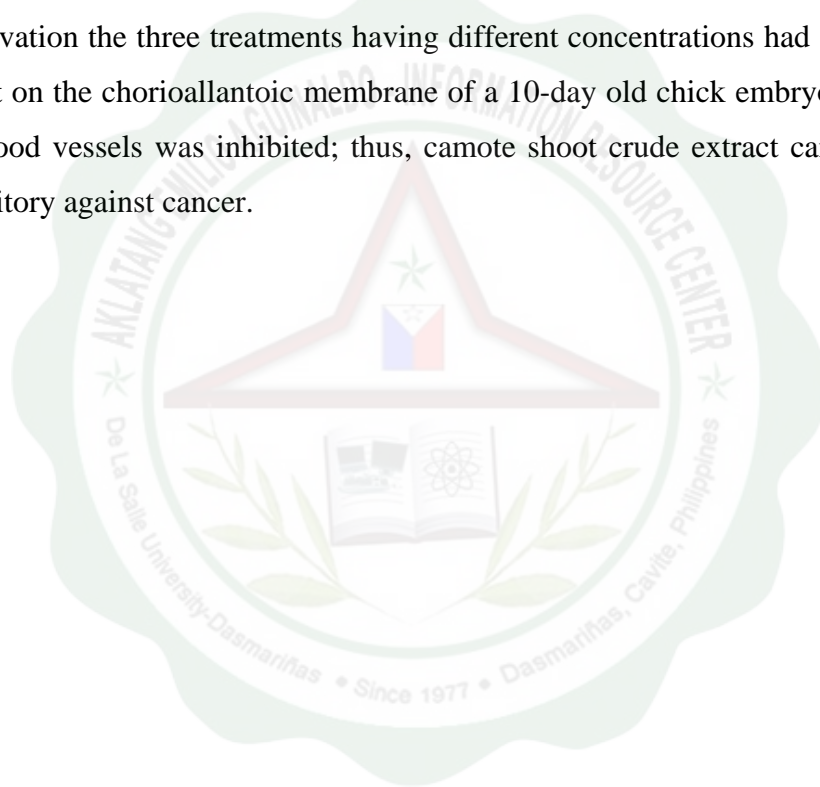 vation the three treatments having different concentrations had
t on the chorioallantoic membrane of a 10-day old chick embryo
ood vessels was inhibited; thus, camote shoot crude extract ca
itory against cancer.
AKLATANG EMILIO AGUINALDO - INFORMATION RESOURCE CENTER
De La Salle University-Dasmariñas • Since 1977 • Dasmariñas, Cavite, Philippines